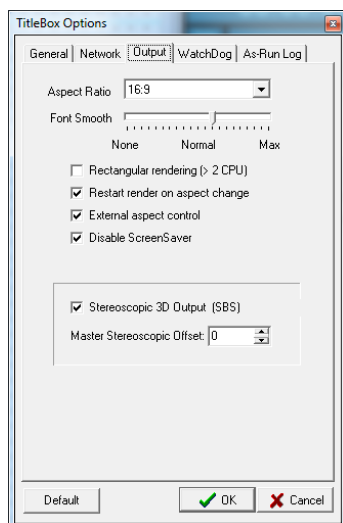 TitleBox Options
General Network Output WatchDog As-Run Log
Aspect Ratio 16:9
Font Smooth
None Normal Max
Rectangular rendering (> 2 CPU)
Restart render on aspect change
External aspect control
Disable ScreenSaver
Stereoscopic 3D Output (SBS)
Master Stereoscopic Offset: 0
Default OK Cancel